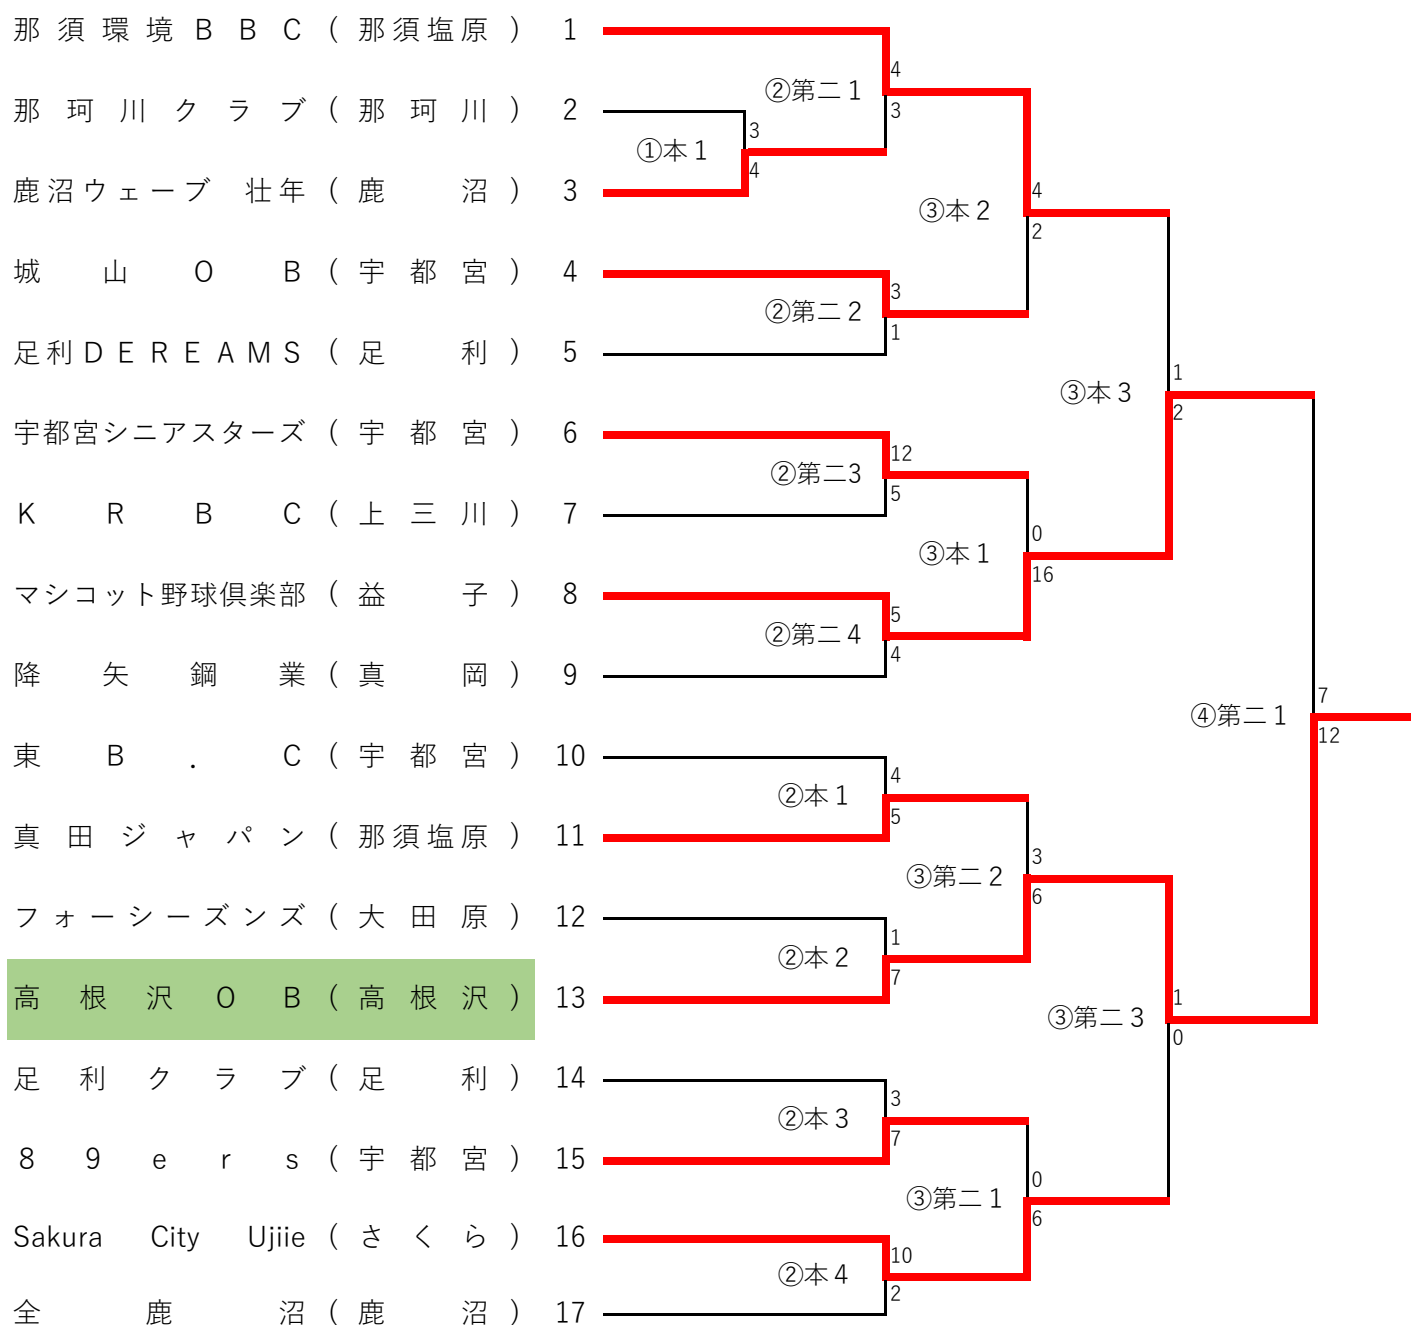 那須環境ＢＢＣ（那須塩原） 1
4
②第二１
3
那珂川クラブ（那珂川） 2
3
①本１
4
鹿沼ウェーブ 壮年（鹿沼） 3
4
③本２
2
城山ＯＢ（宇都宮） 4
3
②第二２
1
足利ＤＥＲＥＡＭＳ（足利） 5
1
③本３
2
宇都宮シニアスターズ（宇都宮） 6
12
②第二3
5
ＫＲＢＣ（上三川） 7
0
③本１
16
マシコット野球倶楽部（益子） 8
5
②第二４
4
降矢鋼業（真岡） 9
7
④第二１
12
東Ｂ．Ｃ（宇都宮） 10
4
②本１
5
真田ジャパン（那須塩原） 11
3
③第二２
6
フォーシーズンズ（大田原） 12
1
②本２
7
高根沢ＯＢ（高根沢） 13
1
③第二３
0
足利クラブ（足利） 14
3
②本３
7
８９ｅｒｓ（宇都宮） 15
0
③第二１
6
Sakura City Ujiie（さくら） 16
10
②本４
2
全鹿沼（鹿沼） 17